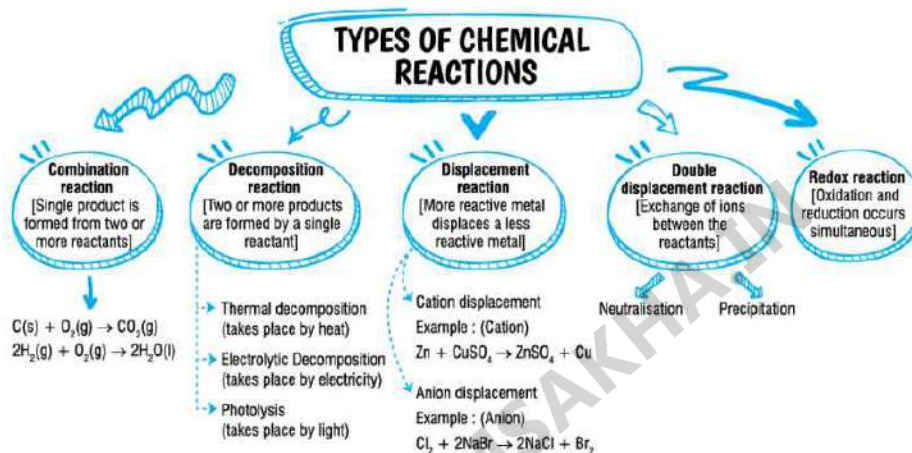 TYPES OF CHEMICAL
REACTIONS
Combination
reaction
[Single product is
formed from two or
more reactants]
C(s) + O₂(g) → CO₂(g)
2H₂(g) + O₂(g) → 2H₂O(l)
Decomposition
reaction
[Two or more products
are formed by a single
reactant]
Thermal decomposition
(takes place by heat)
Electrolytic Decomposition
(takes place by electricity)
Photolysis
(takes place by light)
Displacement
reaction
[More reactive metal
displaces a less
reactive metal]
Cation displacement
Example : (Cation)
Zn + CuSO₄ → ZnSO₄ + Cu
Anion displacement
Example : (Anion)
Cl₂ + 2NaBr → 2NaCl + Br₂
Double
displacement reaction
[Exchange of ions
between the
reactants]
Neutralisation
Precipitation
Redox reaction
[Oxidation and
reduction occurs
simultaneous]